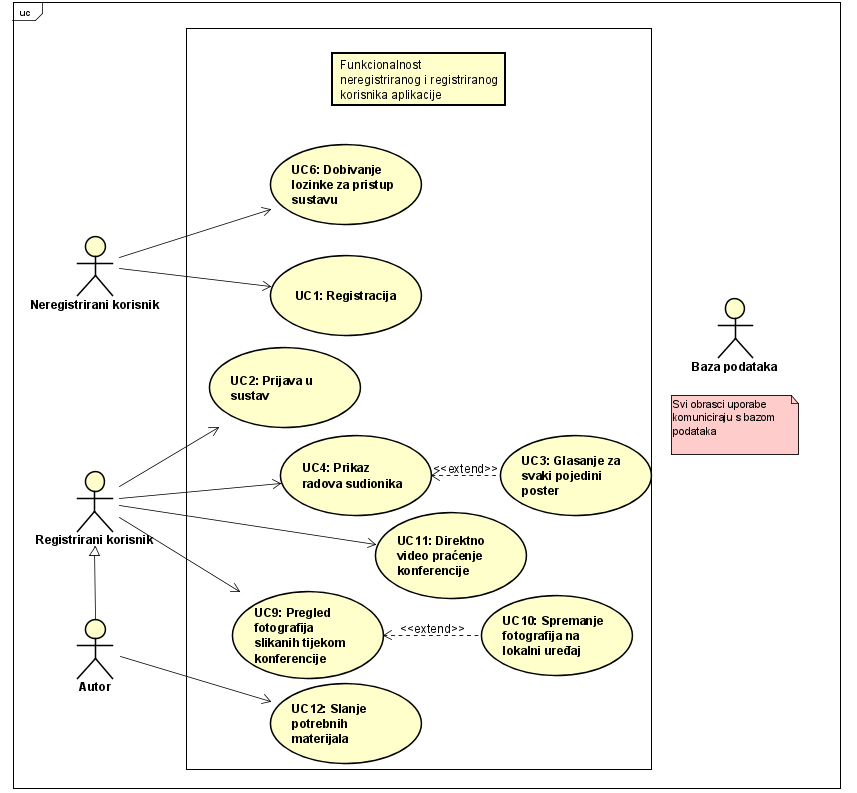 uc
Funkcionalnost
neregistriranog i registriranog
korisnika aplikacije
UC6: Dobivanje
lozinke za pristup
sustavu
Neregistrirani korisnik
UC1: Registracija
Baza podataka
UC2: Prijava u
sustav
Svi obrasci uporabe
komuniciraju s bazom
podataka
UC4: Prikaz
radova sudionika
<<extend>>
UC3: Glasanje za
svaki pojedini
poster
Registrirani korisnik
UC11: Direktno
video praćenje
konferencije
UC9: Pregled
fotografija
slikanih tijekom
konferencije
<<extend>>
UC10: Spremanje
fotografija na
lokalni uređaj
Autor
UC12: Slanje
potrebnih
materijala